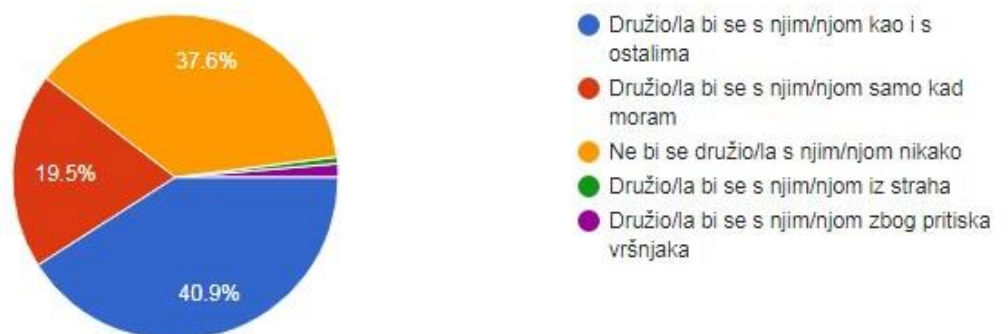 37.6%
19.5%
40.9%
Družio/la bi se s njim/njom kao i s
ostalima
Družio/la bi se s njim/njom samo kad
moram
Ne bi se družio/la s njim/njom nikako
Družio/la bi se s njim/njom iz straha
Družio/la bi se s njim/njom zbog pritiska
vršnjaka